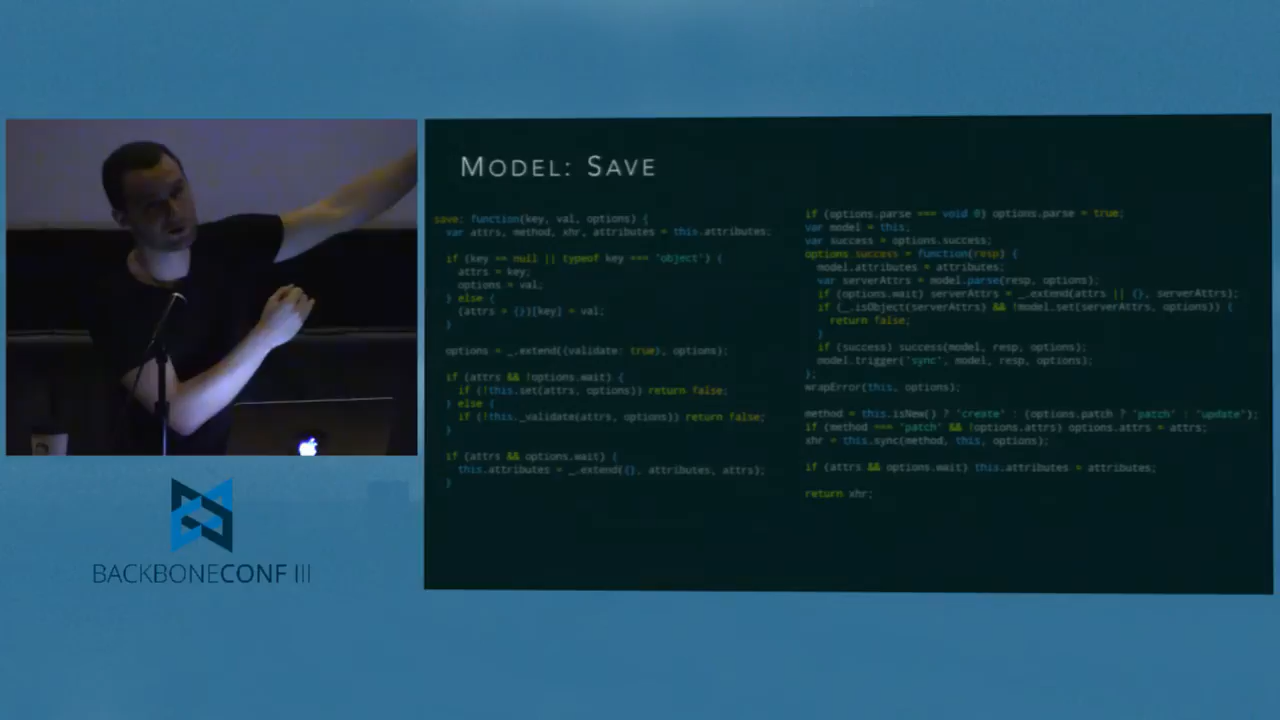 MODEL: SAVE
save: function(key, val, options) {
var attrs, method, xhr, attributes = this.attributes;
if (key == null || typeof key === 'object') {
attrs = key;
options = val;
} else {
(attrs = {})[key] = val;
}
options = _.extend({validate: true}, options);
if (attrs && !options.wait) {
if (!this.set(attrs, options)) return false;
} else {
if (!this._validate(attrs, options)) return false;
}
if (attrs && options.wait) {
this.attributes = _.extend({}, attributes, attrs);
}
if (options.parse === void 0) options.parse = true;
var model = this;
var success = options.success;
options.success = function(resp) {
model.attributes = attributes;
var serverAttrs = model.parse(resp, options);
if (options.wait) serverAttrs = _.extend(attrs || {}, serverAttrs);
if (_.isObject(serverAttrs) && !model.set(serverAttrs, options)) {
return false;
}
if (success) success(model, resp, options);
model.trigger('sync', model, resp, options);
};
wrapError(this, options);
method = this.isNew() ? 'create' : (options.patch ? 'patch' : 'update');
if (method === 'patch' && !options.attrs) options.attrs = attrs;
xhr = this.sync(method, this, options);
if (attrs && options.wait) this.attributes = attributes;
return xhr;
BACKBONECONF III